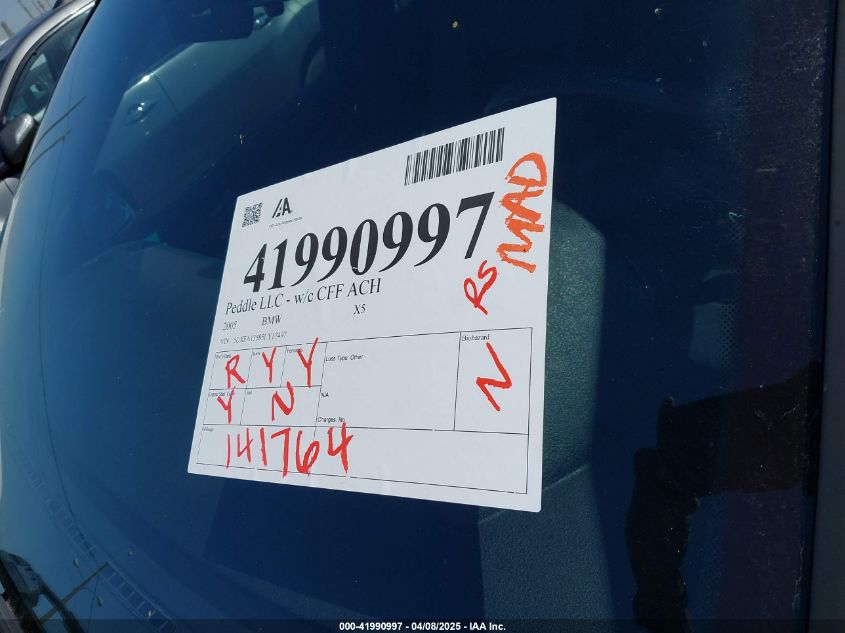 IAA
MAD
41990997
RS
Peddle LLC - w/c CFF ACH
2005 BMW X5
VIN:
R Y Y
Loss Type: Other
Biohazard
N
Y N
N/A
Charges: No
141764
000-41990997 - 04/08/2025 - IAA Inc.